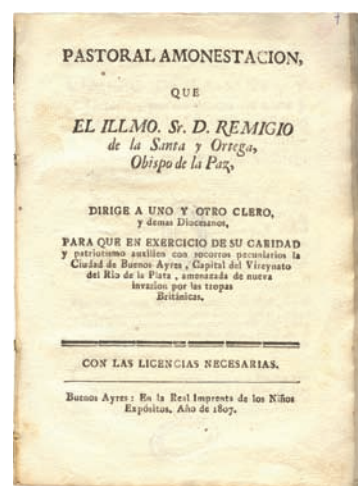 PASTORAL AMONESTACION,
QUE
EL ILLMO. Sr. D. REMIGIO
de la Santa y Ortega,
Obispo de la Paz,
DIRIGE A UNO Y OTRO CLERO,
y demas Diocesanos,
PARA QUE EN EXERCICIO DE SU CARIDAD
y patriotismo auxilien con socorros pecuniarios la
Ciudad de Buenos Ayres, Capital del Vireynato
del Rio de la Plata, amenazada de nueva
invasion por las tropas
Británicas.
CON LAS LICENCIAS NECESARIAS.
Buenos Ayres: En la Real Imprenta de los Niños
Expósitos, Año de 1807.